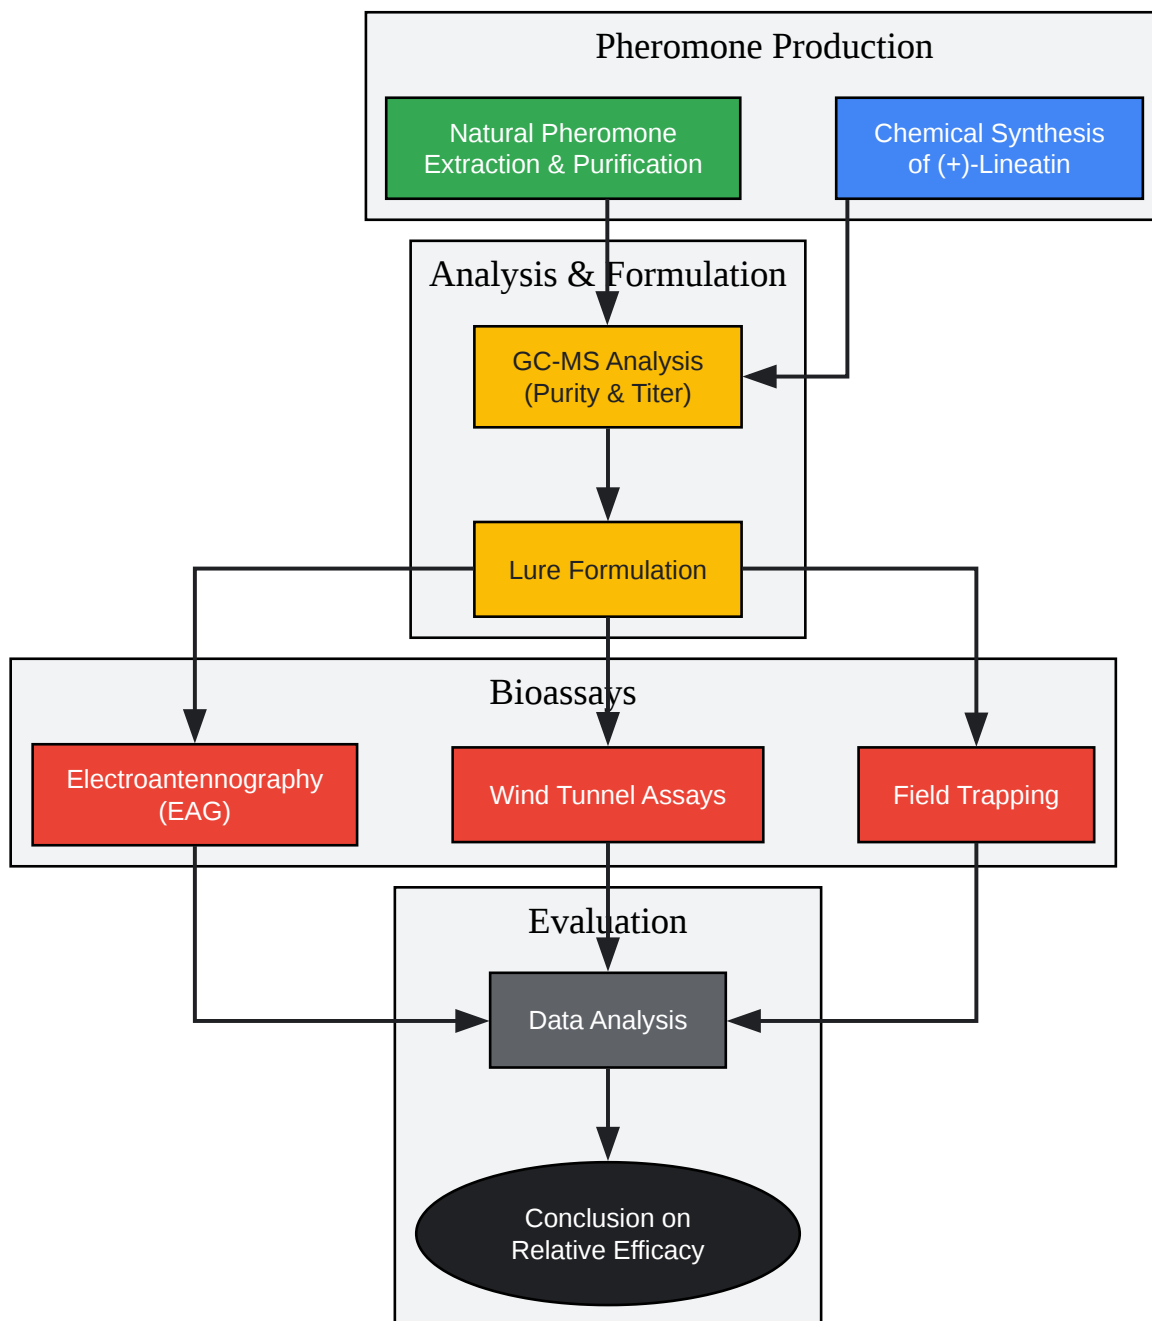 Pheromone Production
Natural Pheromone
Extraction & Purification
Chemical Synthesis
of (+)-Lineatin
Analysis & Formulation
GC-MS Analysis
(Purity & Titer)
Lure Formulation
Bioassays
Electroantennography
(EAG)
Wind Tunnel Assays
Field Trapping
Evaluation
Data Analysis
Conclusion on
Relative Efficacy